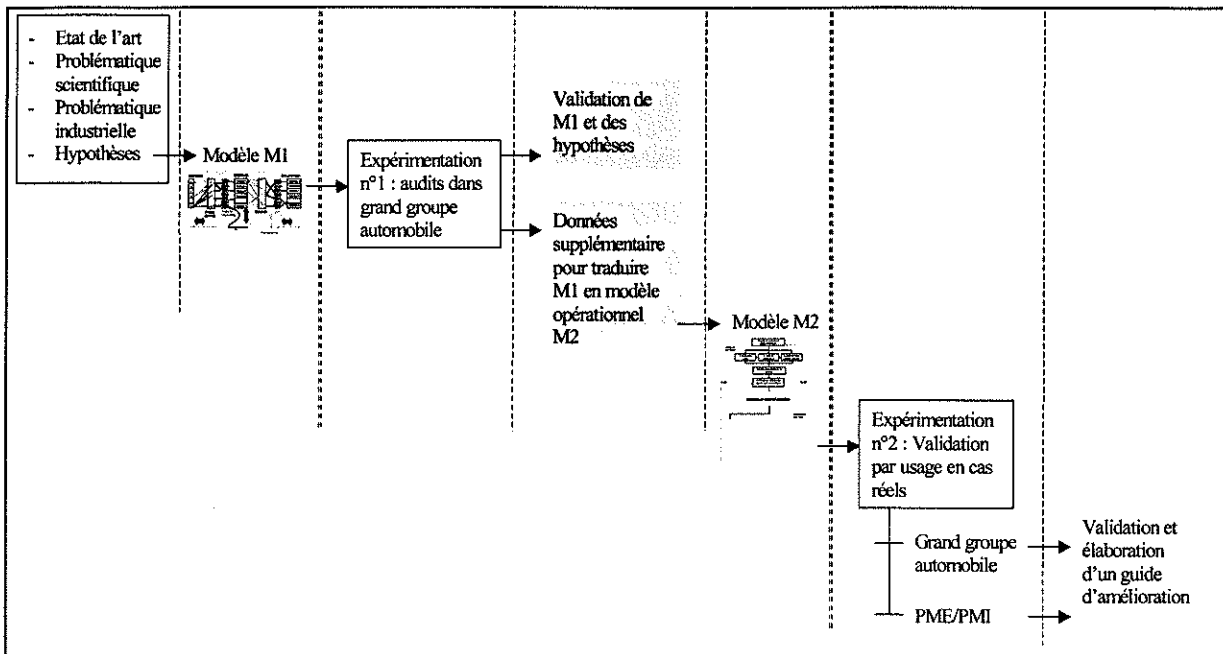 - Etat de l'art
- Problématique
scientifique
- Problématique
industrielle
- Hypothèses
Modèle M1
Expérimentation
n°1 : audits dans
grand groupe
automobile
Validation de
M1 et des
hypothèses
Données
supplémentaire
pour traduire
M1 en modèle
opérationnel
M2
Modèle M2
Expérimentation
n°2 : Validation
par usage en cas
réels
Grand groupe
automobile
PME/PMI
Validation et
élaboration
d'un guide
d'amélioration